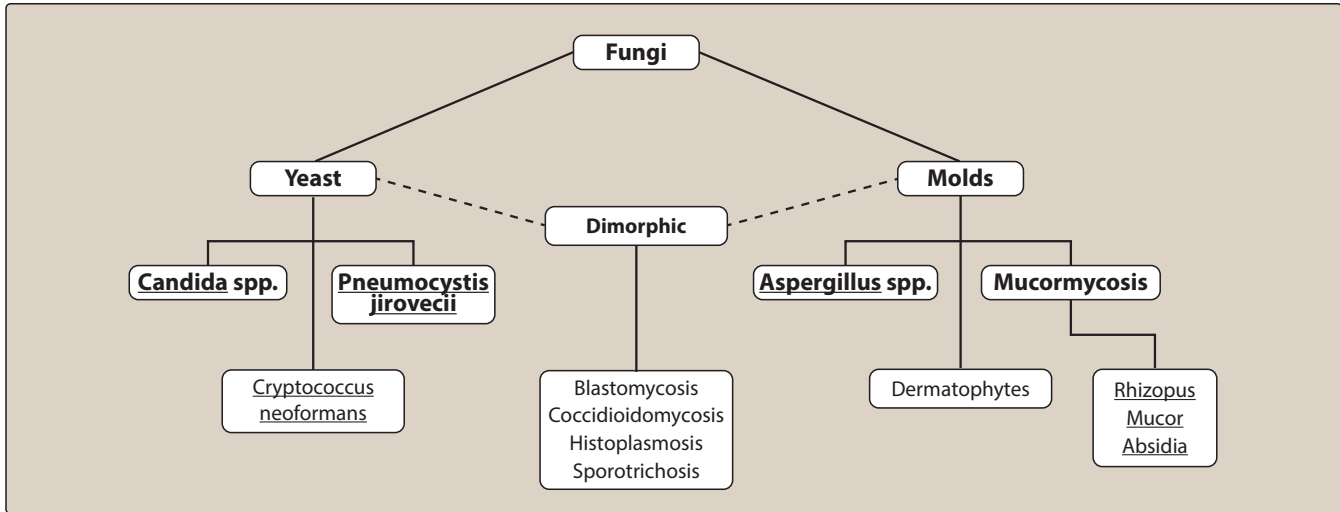 Fungi
Yeast
Molds
Dimorphic
Candida spp.
Pneumocystis
jirovecii
Aspergillus spp.
Mucormycosis
Cryptococcus
neoformans
Blastomycosis
Coccidioidomycosis
Histoplasmosis
Sporotrichosis
Dermatophytes
Rhizopus
Mucor
Absidia